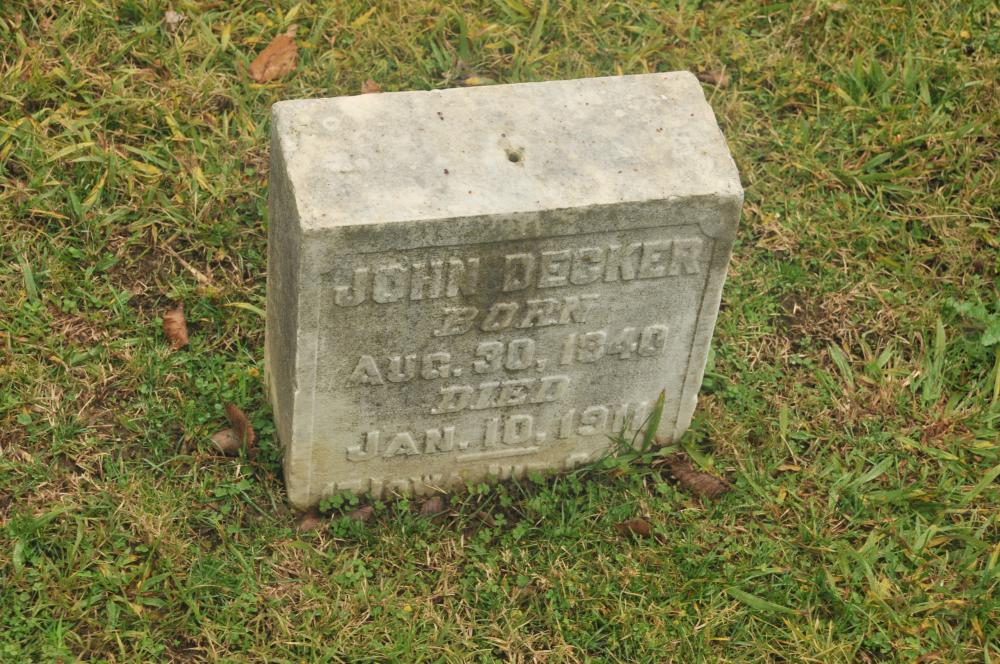 JOHN DECKER
BORN
AUG. 30, 1840
DIED
JAN. 10, 1911